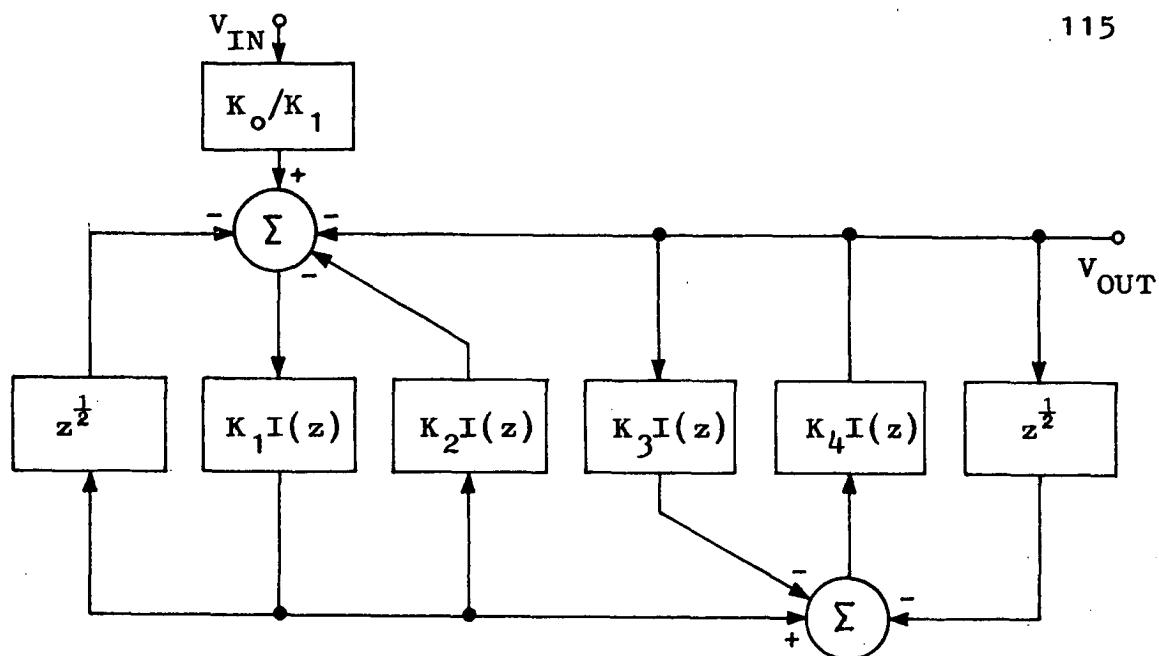 115
V_IN
K_o/K_1
+
- Σ -
-
z^{1/2} K_1I(z) K_2I(z) K_3I(z) K_4I(z) z^{1/2}
V_OUT
- -
+ Σ